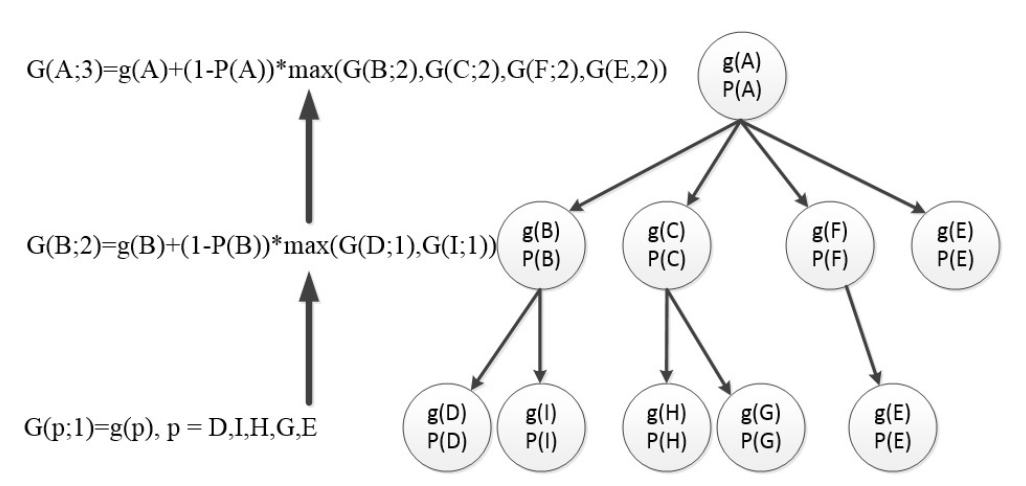 G(A;3)=g(A)+(1-P(A))*max(G(B;2),G(C;2),G(F;2),G(E,2))
g(A)
P(A)
G(B;2)=g(B)+(1-P(B))*max(G(D;1),G(I;1))
g(B)
P(B)
g(C)
P(C)
g(F)
P(F)
g(E)
P(E)
G(p;1)=g(p), p = D,I,H,G,E
g(D)
P(D)
g(I)
P(I)
g(H)
P(H)
g(G)
P(G)
g(E)
P(E)